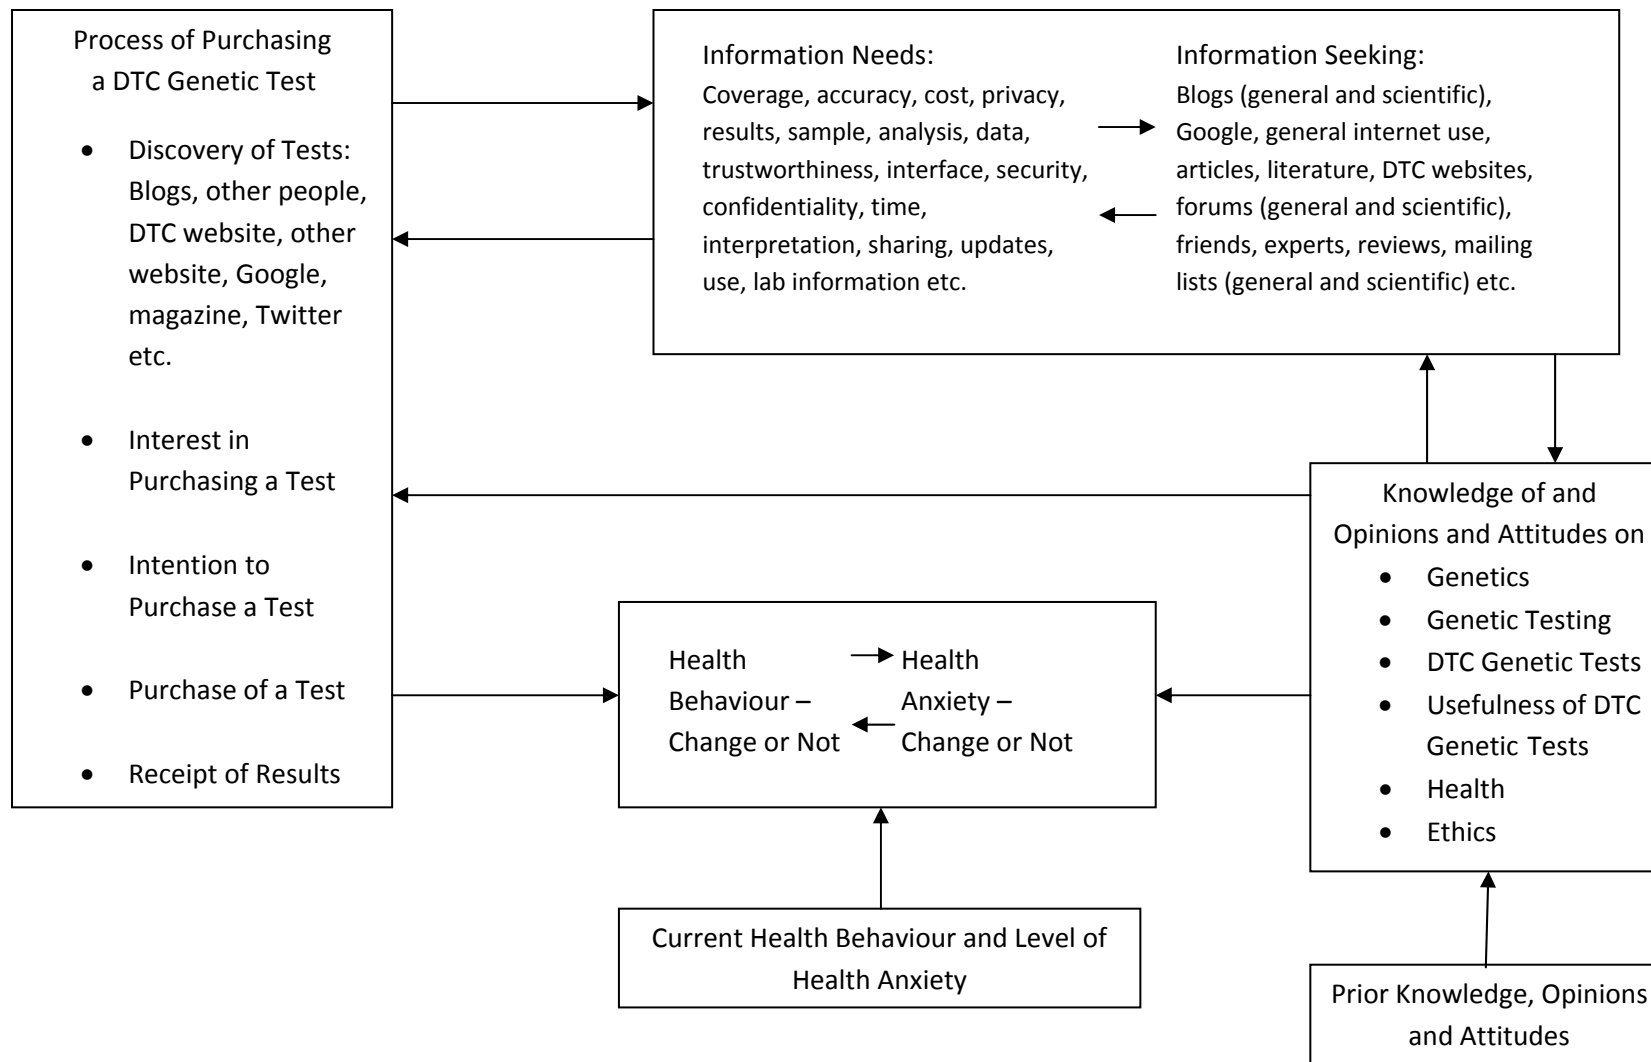 Process of Purchasing
a DTC Genetic Test
• Discovery of Tests:
Blogs, other people,
DTC website, other
website, Google,
magazine, Twitter
etc.
• Interest in
Purchasing a Test
• Intention to
Purchase a Test
• Purchase of a Test
• Receipt of Results
Information Needs:
Coverage, accuracy, cost, privacy,
results, sample, analysis, data,
trustworthiness, interface, security,
confidentiality, time,
interpretation, sharing, updates,
use, lab information etc.
Information Seeking:
Blogs (general and scientific),
Google, general internet use,
articles, literature, DTC websites,
forums (general and scientific),
friends, experts, reviews, mailing
lists (general and scientific) etc.
Knowledge of and
Opinions and Attitudes on
• Genetics
• Genetic Testing
• DTC Genetic Tests
• Usefulness of DTC
Genetic Tests
• Health
• Ethics
Health
Behaviour –
Change or Not
Health
Anxiety –
Change or Not
Current Health Behaviour and Level of
Health Anxiety
Prior Knowledge, Opinions
and Attitudes